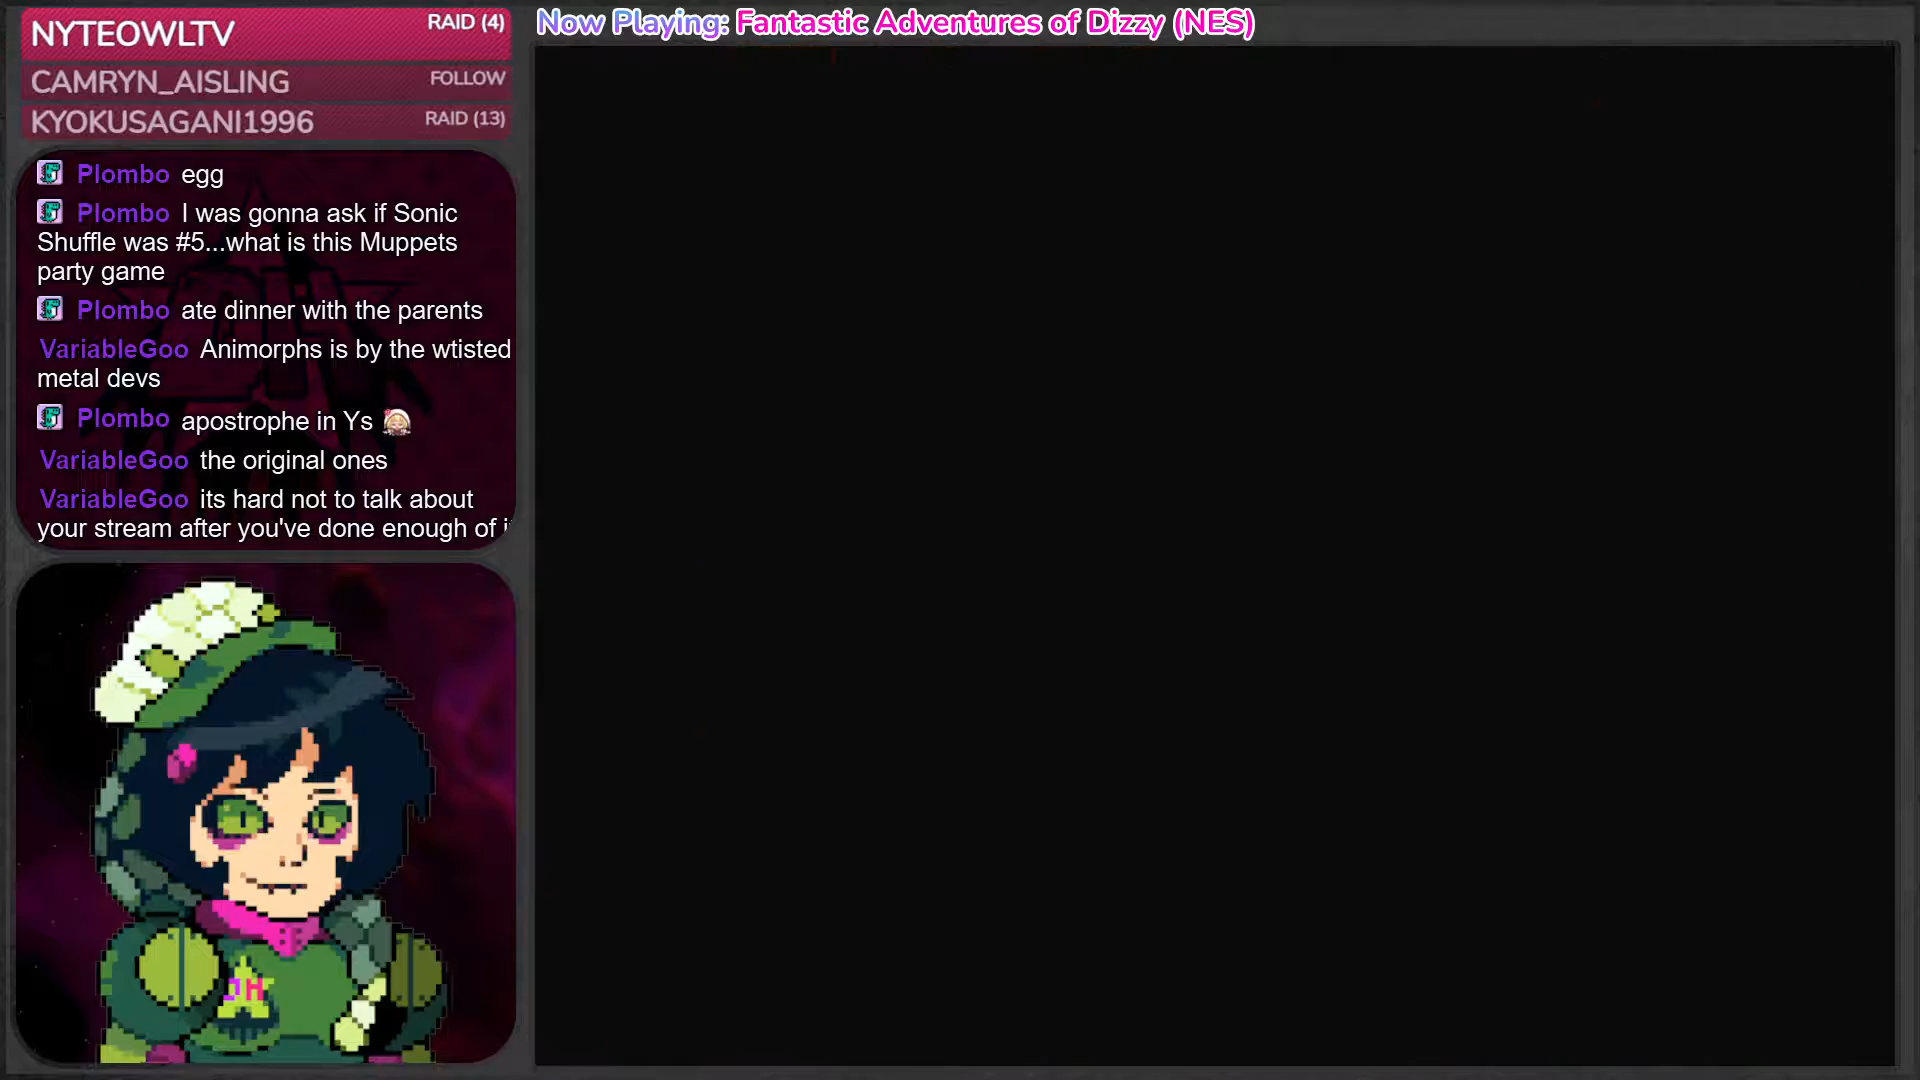 NYTEOWLTV RAID (4)
CAMRYN_AISLING FOLLOW
KYOKUSAGANI1996 RAID (13)
Now Playing: Fantastic Adventures of Dizzy (NES)
Plombo egg
Plombo I was gonna ask if Sonic
Shuffle was #5...what is this Muppets
party game
Plombo ate dinner with the parents
VariableGoo Animorphs is by the wtisted
metal devs
Plombo apostrophe in Ys
VariableGoo the original ones
VariableGoo its hard not to talk about
your stream after you've done enough of
JH